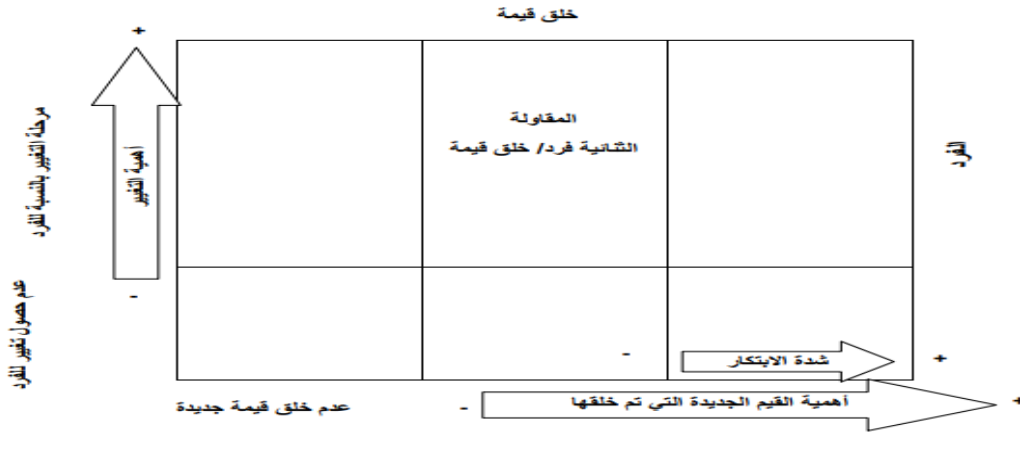 خلق قيمة
+
المقاولة
الثنائية فرد/ خلق قيمة
الفرد
مرحلة التغيير بالنسبة للفرد
أهمية التغيير
-
عدم حصول تغيير للفرد
-
شدة الابتكار
+
عدم خلق قيمة جديدة
-
أهمية القيم الجديدة التي تم خلقها
+